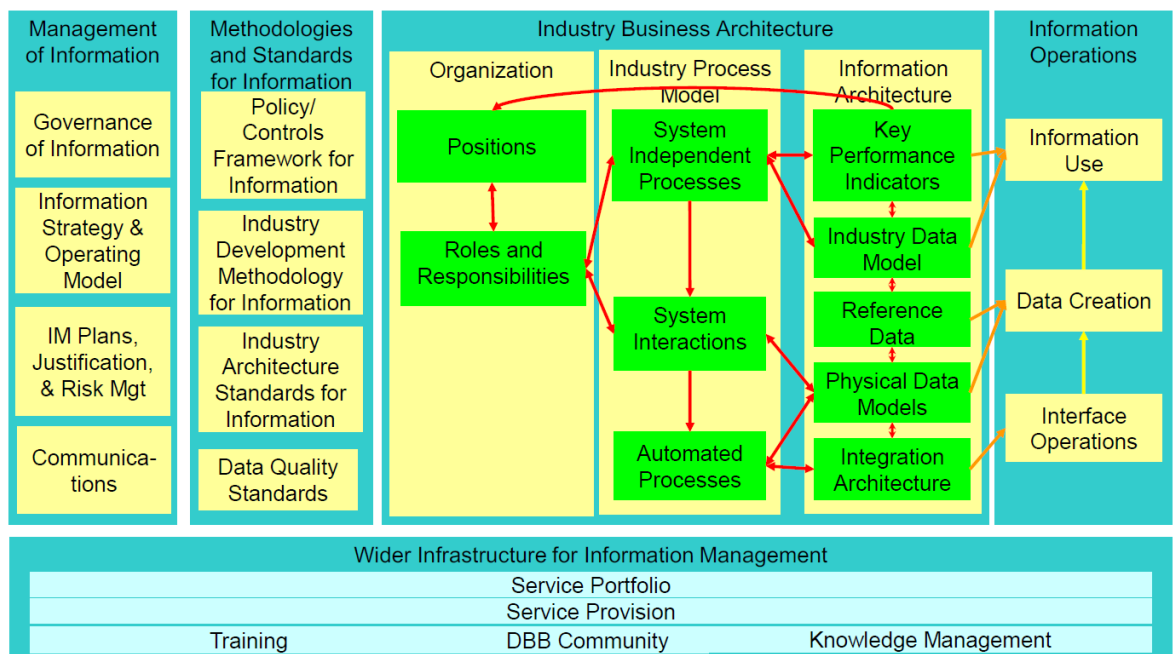 Management
of Information
Governance
of Information
Information
Strategy &
Operating
Model
IM Plans,
Justification,
& Risk Mgt
Communica-
tions
Methodologies
and Standards
for Information
Policy/
Controls
Framework for
Information
Industry
Development
Methodology
for Information
Industry
Architecture
Standards for
Information
Data Quality
Standards
Industry Business Architecture
Organization
Positions
Roles and
Responsibilities
Industry Process
Model
System
Independent
Processes
System
Interactions
Automated
Processes
Information
Architecture
Key
Performance
Indicators
Industry Data
Model
Reference
Data
Physical Data
Models
Integration
Architecture
Information
Operations
Information
Use
Data Creation
Interface
Operations
Wider Infrastructure for Information Management
Service Portfolio
Service Provision
Training
DBB Community
Knowledge Management